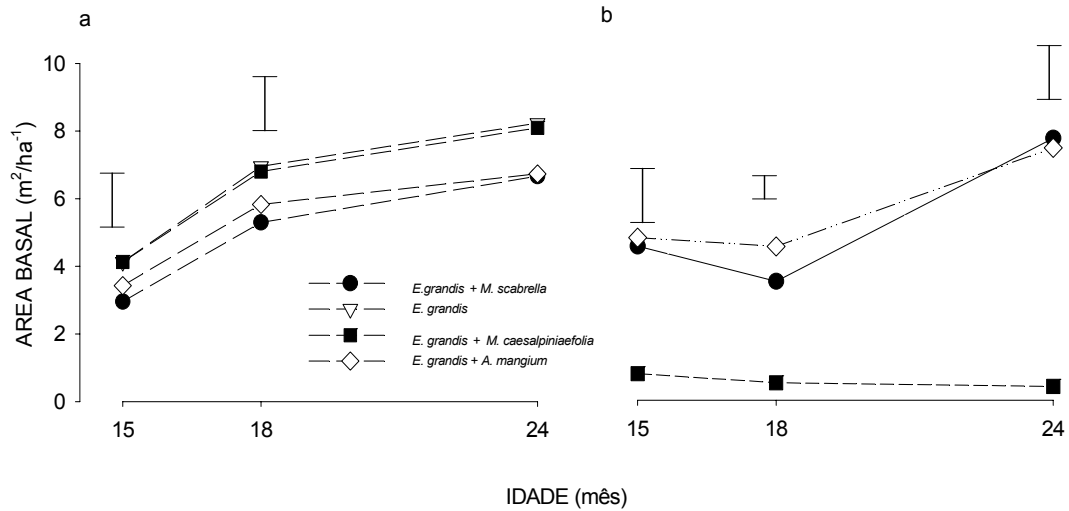 a
b
AREA BASAL (m²/ha⁻¹)
10
8
6
4
2
0
E.grandis + M. scabrella
E. grandis
E. grandis + M. caesalpiniaefolia
E. grandis + A. mangium
15 18 24
15 18 24
IDADE (mês)